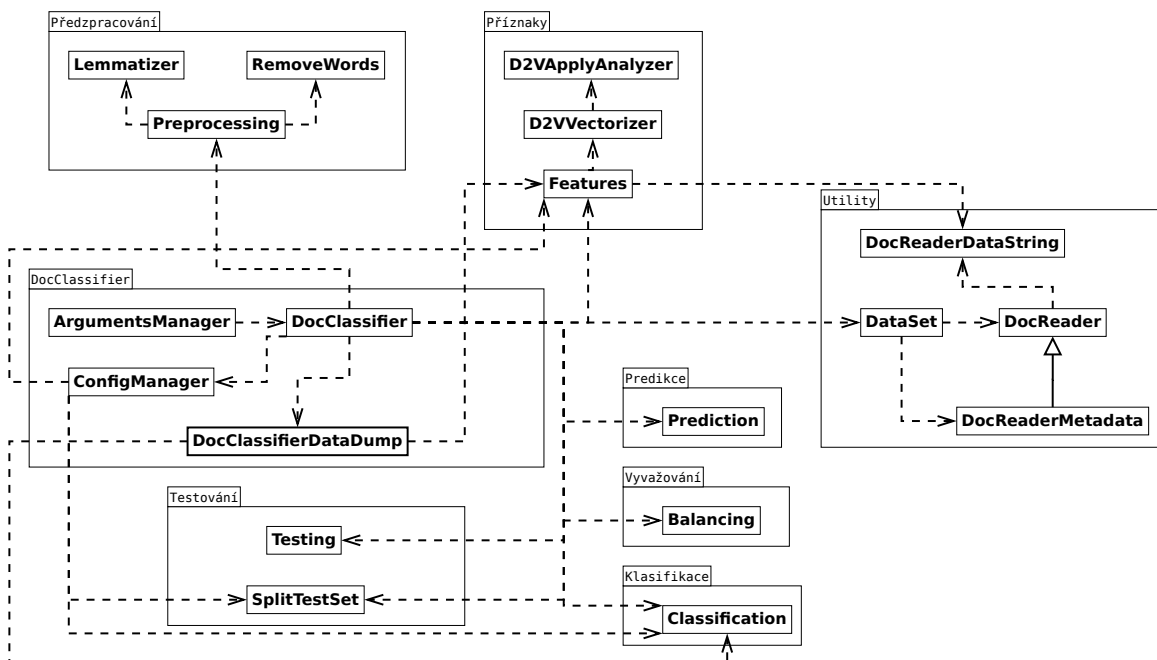 Předzpracování
Lemmatizer
RemoveWords
Preprocessing
Příznaky
D2VApplyAnalyzer
D2VVectorizer
Features
Utility
DocReaderDataString
DataSet
DocReader
DocReaderMetadata
DocClassifier
ArgumentsManager
DocClassifier
ConfigManager
DocClassifierDataDump
Predikce
Prediction
Vyvažování
Balancing
Testování
Testing
SplitTestSet
Klasifikace
Classification